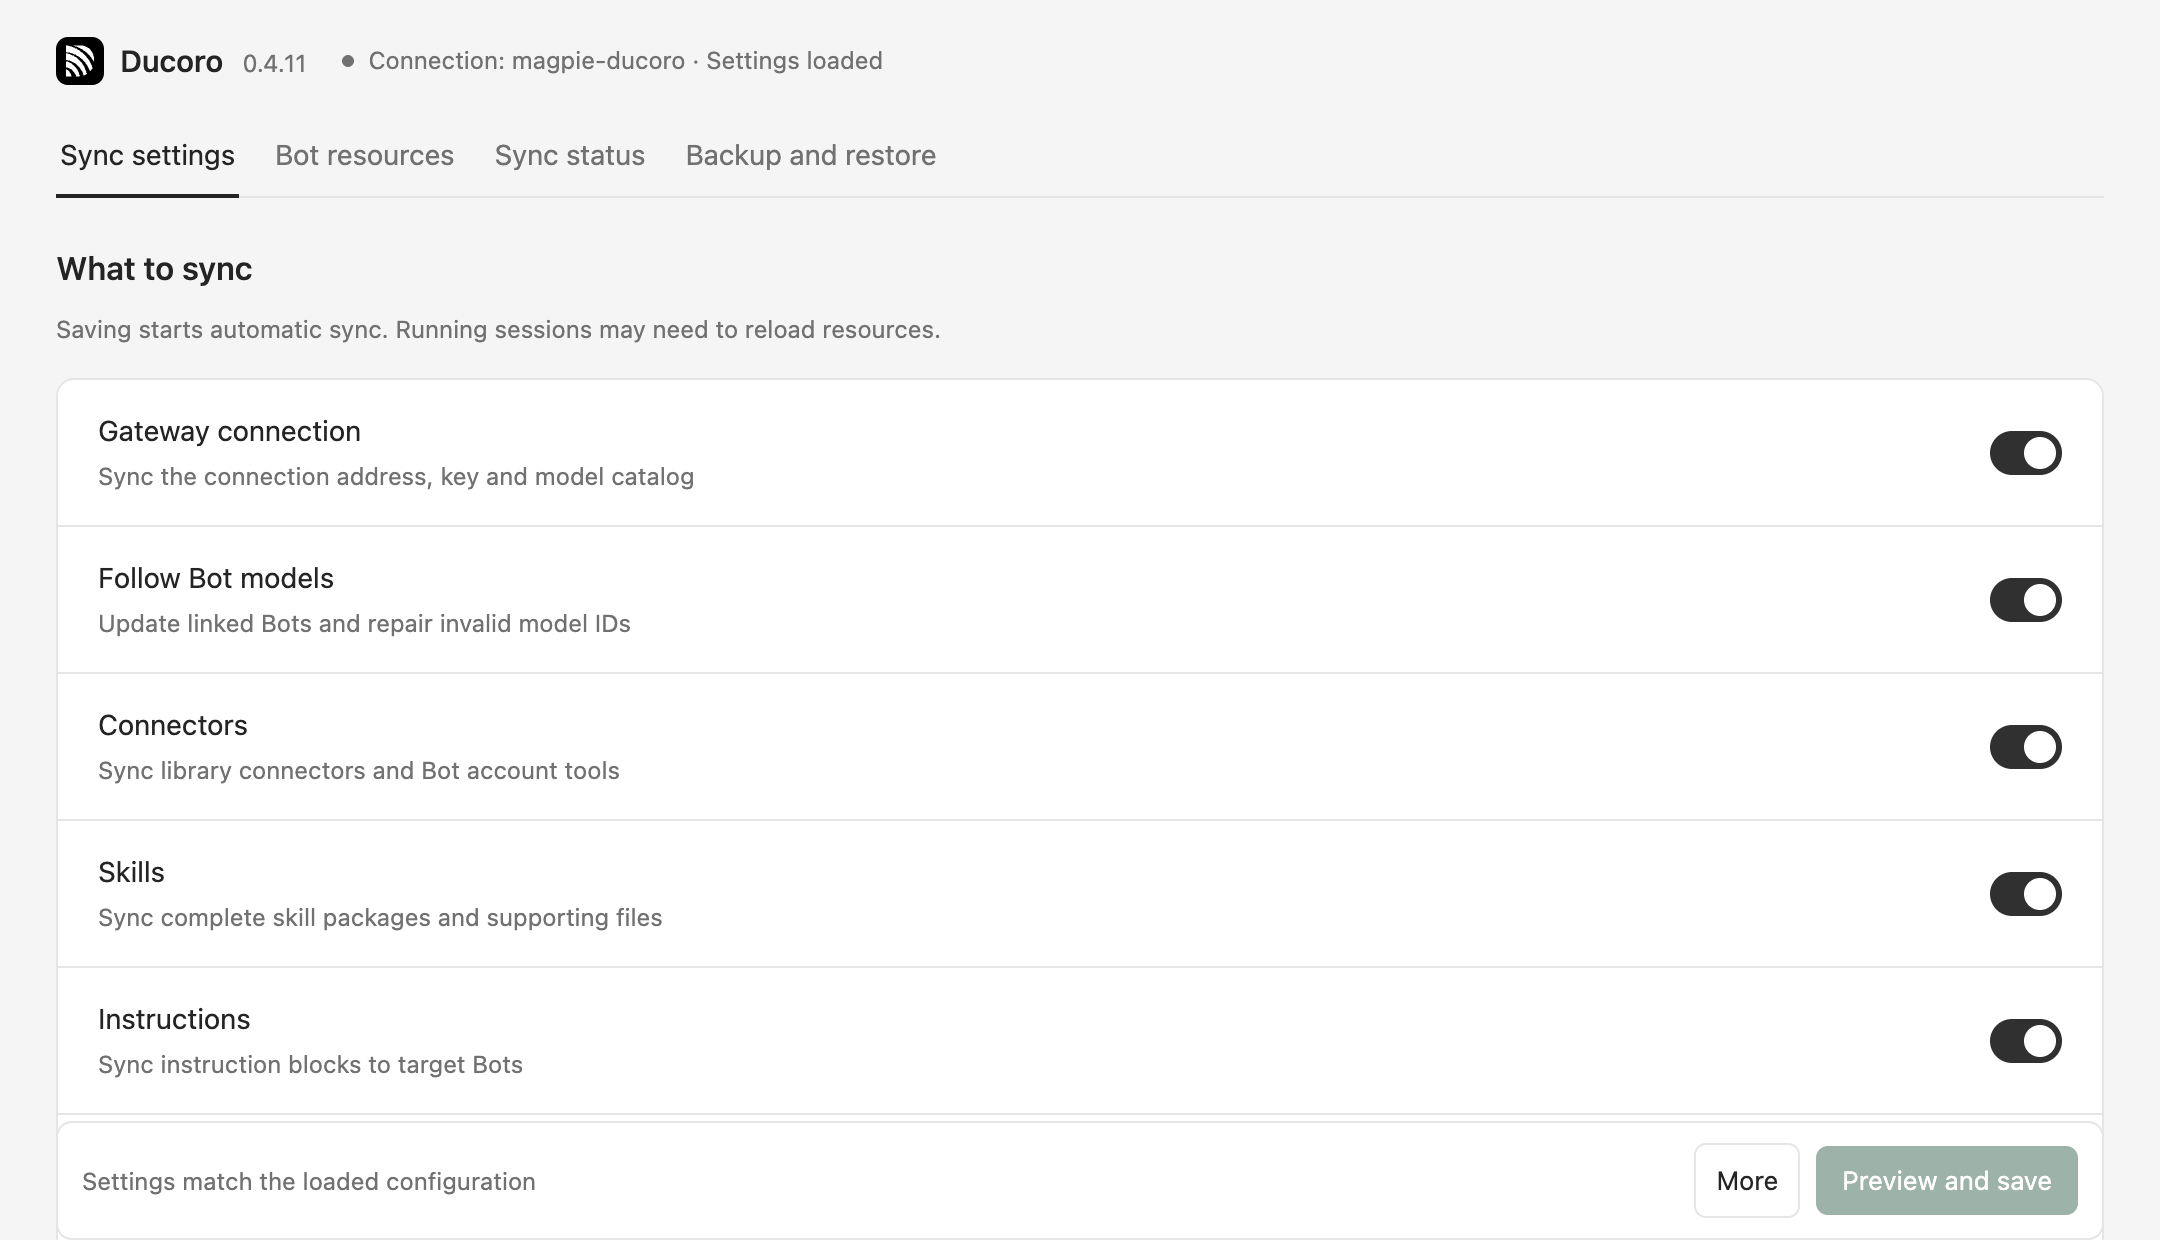 Ducoro 0.4.11 Connection: magpie-ducoro · Settings loaded
Sync settings Bot resources Sync status Backup and restore
What to sync
Saving starts automatic sync. Running sessions may need to reload resources.
Gateway connection
Sync the connection address, key and model catalog
Follow Bot models
Update linked Bots and repair invalid model IDs
Connectors
Sync library connectors and Bot account tools
Skills
Sync complete skill packages and supporting files
Instructions
Sync instruction blocks to target Bots
Settings match the loaded configuration More Preview and save